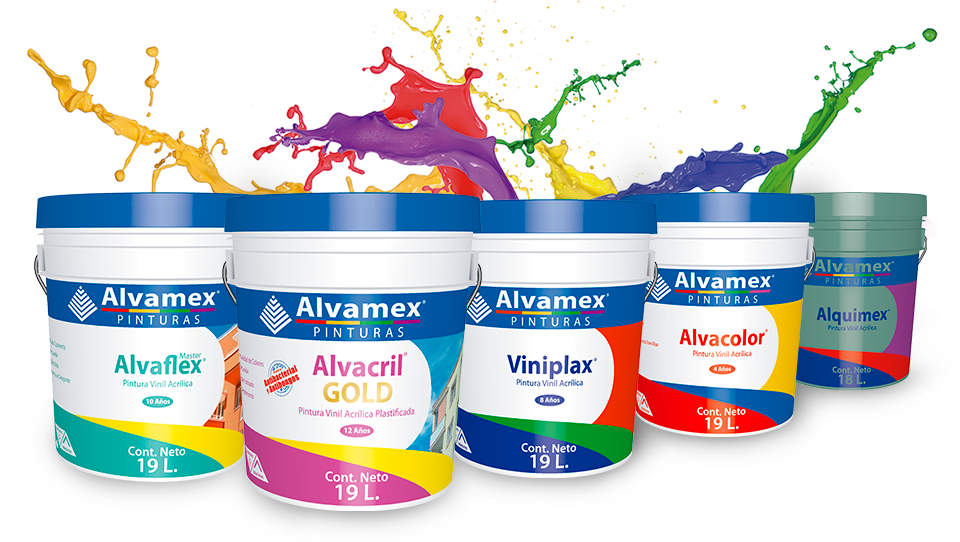 Alvamex®
PINTURAS
Alvaflex®
Master
Pintura Vinil Acrílica
10 Años
Cont. Neto
19 L.
Alvamex®
PINTURAS
Alvacril®
GOLD
Antibacterial
y Antihongos
Pintura Vinil Acrílica Plastificada
12 Años
Cont. Neto
19 L.
Alvamex®
PINTURAS
Viniplax®
Pintura Vinil Acrílica
8 Años
Cont. Neto
19 L.
Alvamex®
PINTURAS
Alvacolor®
Pintura Vinil Acrílica
4 Años
Cont. Neto
19 L.
Alvamex®
PINTURAS
Alquimex®
Pintura Vinil Acrílica
Cont. Neto
18 L.